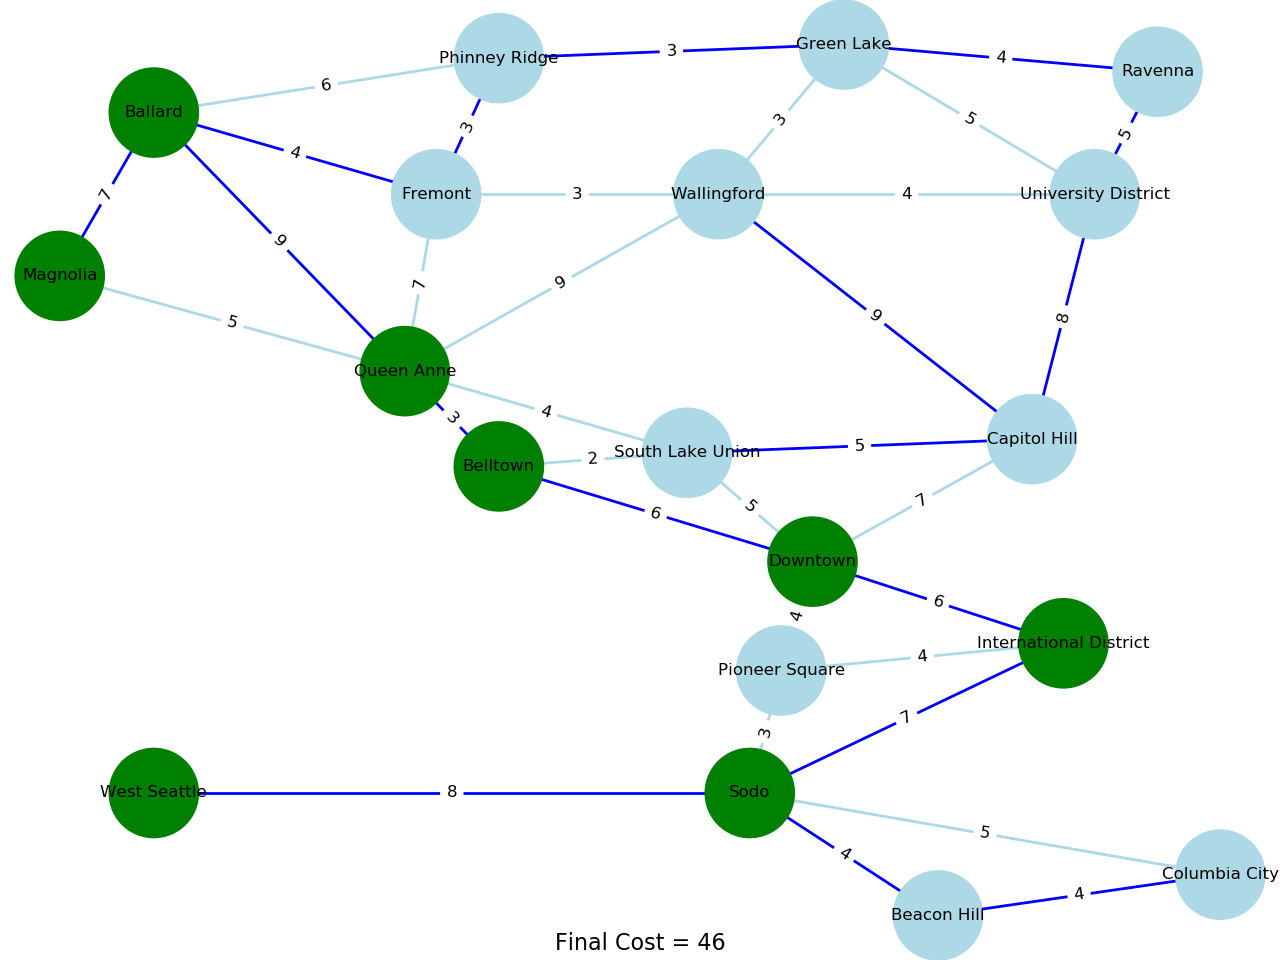 Green Lake
Phinney Ridge
3
4
Ravenna
6
Ballard
3
5
3
3
5
4
7
Fremont
3
Wallingford
4
University District
9
Magnolia
7
9
5
9
8
Queen Anne
4
3
Capitol Hill
5
South Lake Union
2
Belltown
7
5
6
Downtown
6
4
International District
4
Pioneer Square
7
3
West Seattle
8
Sodo
5
4
Columbia City
4
Beacon Hill
Final Cost = 46